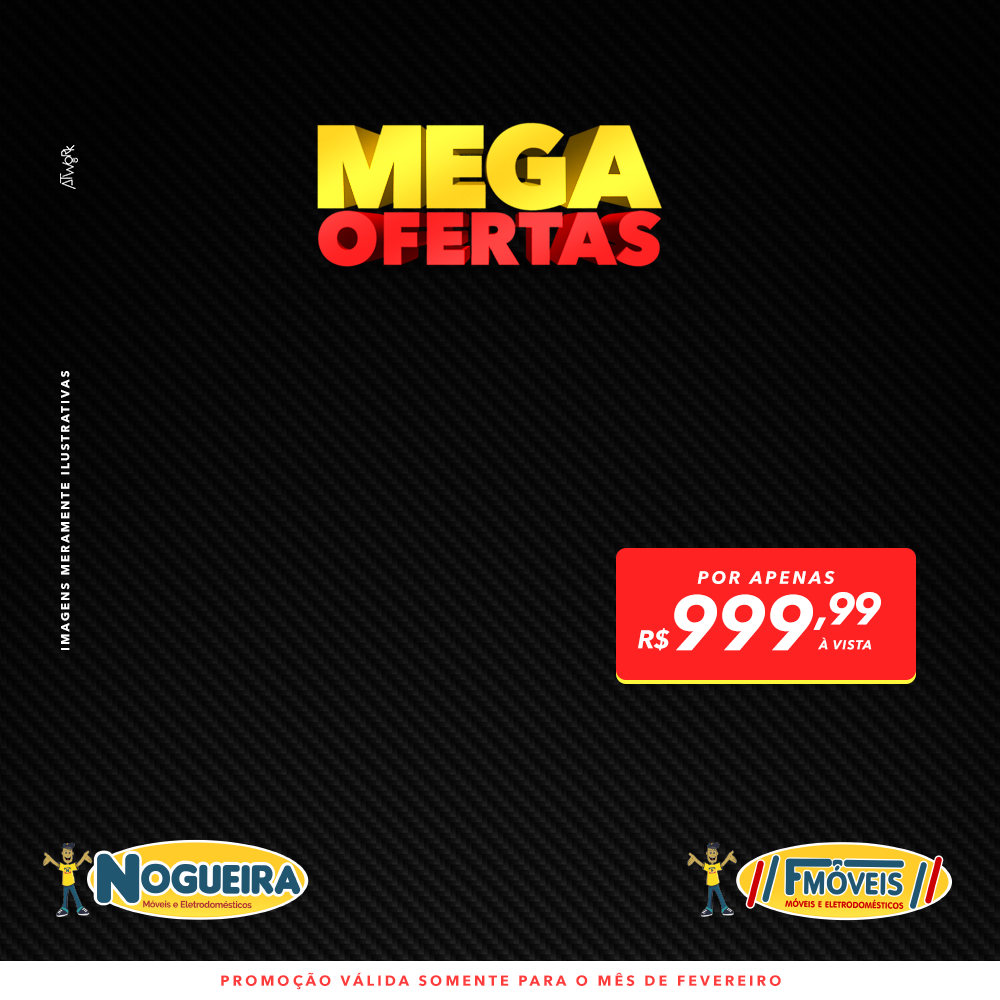 MEGA
OFERTAS
ATWORK
IMAGENS MERAMENTE ILUSTRATIVAS
POR APENAS
R$ 999,99
À VISTA
NOGUEIRA
Móveis e Eletrodomésticos
FMÓVEIS
MÓVEIS E ELETRODOMÉSTICOS
PROMOÇÃO VÁLIDA SOMENTE PARA O MÊS DE FEVEREIRO